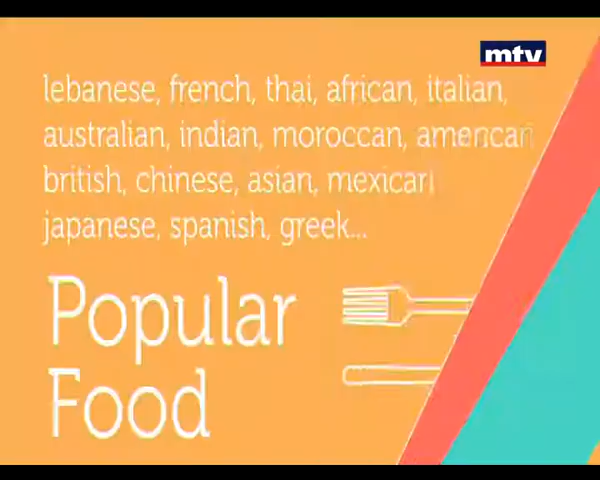 mtv
lebanese, french, thai, african, italian,
australian, indian, moroccan, american
british, chinese, asian, mexican
japanese, spanish, greek...
Popular
Food